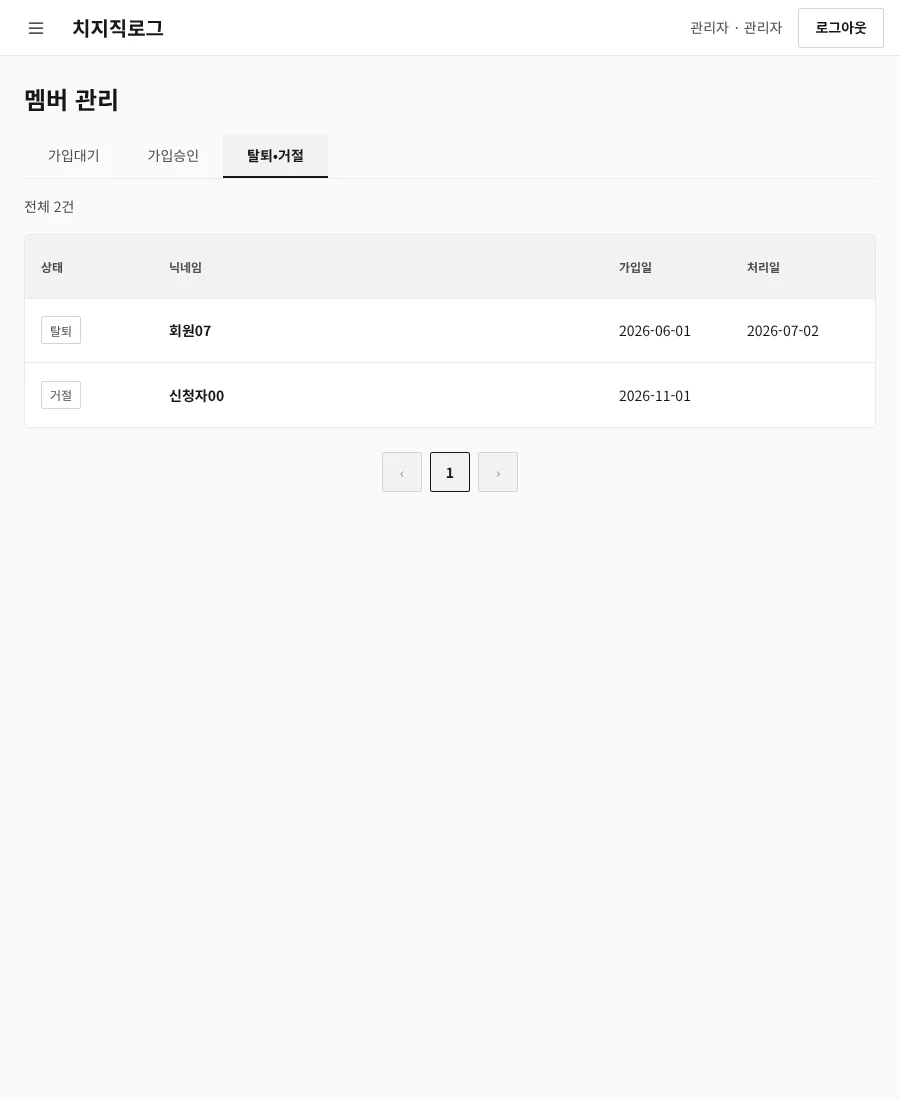 치지직로그
관리자 · 관리자
로그아웃
멤버 관리
가입대기
가입승인
탈퇴•거절
전체 2건
상태 닉네임 가입일 처리일
탈퇴 회원07 2026-06-01 2026-07-02
거절 신청자00 2026-11-01
‹ 1 ›